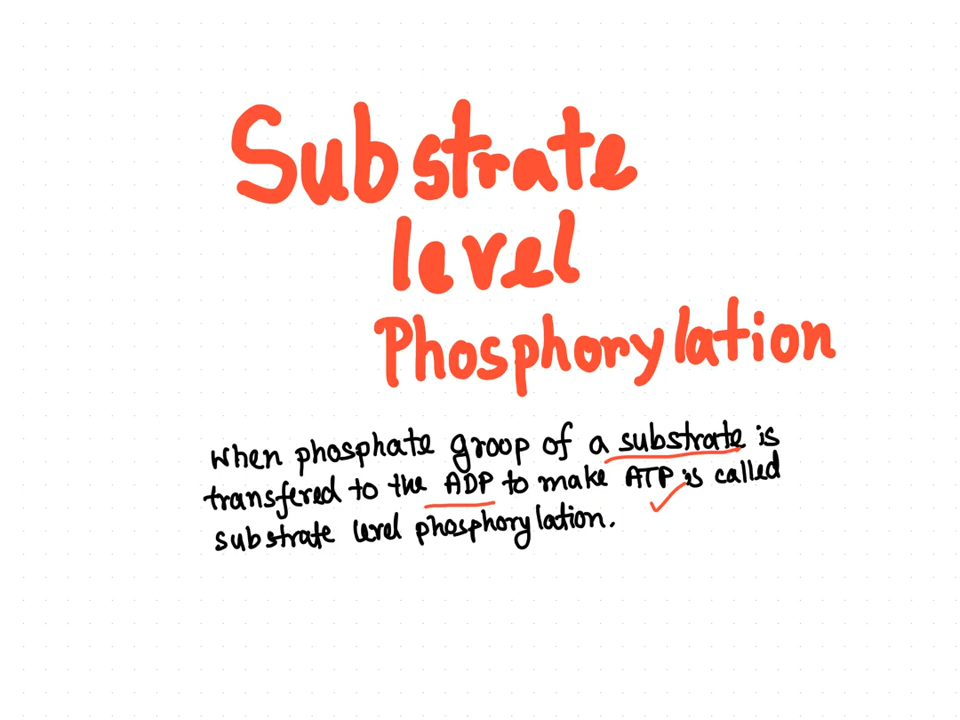 Substrate
level
Phosphorylation
When phosphate groop of a substrate is
transfered to the ADP to make ATP is called
substrate level phosphorylation.